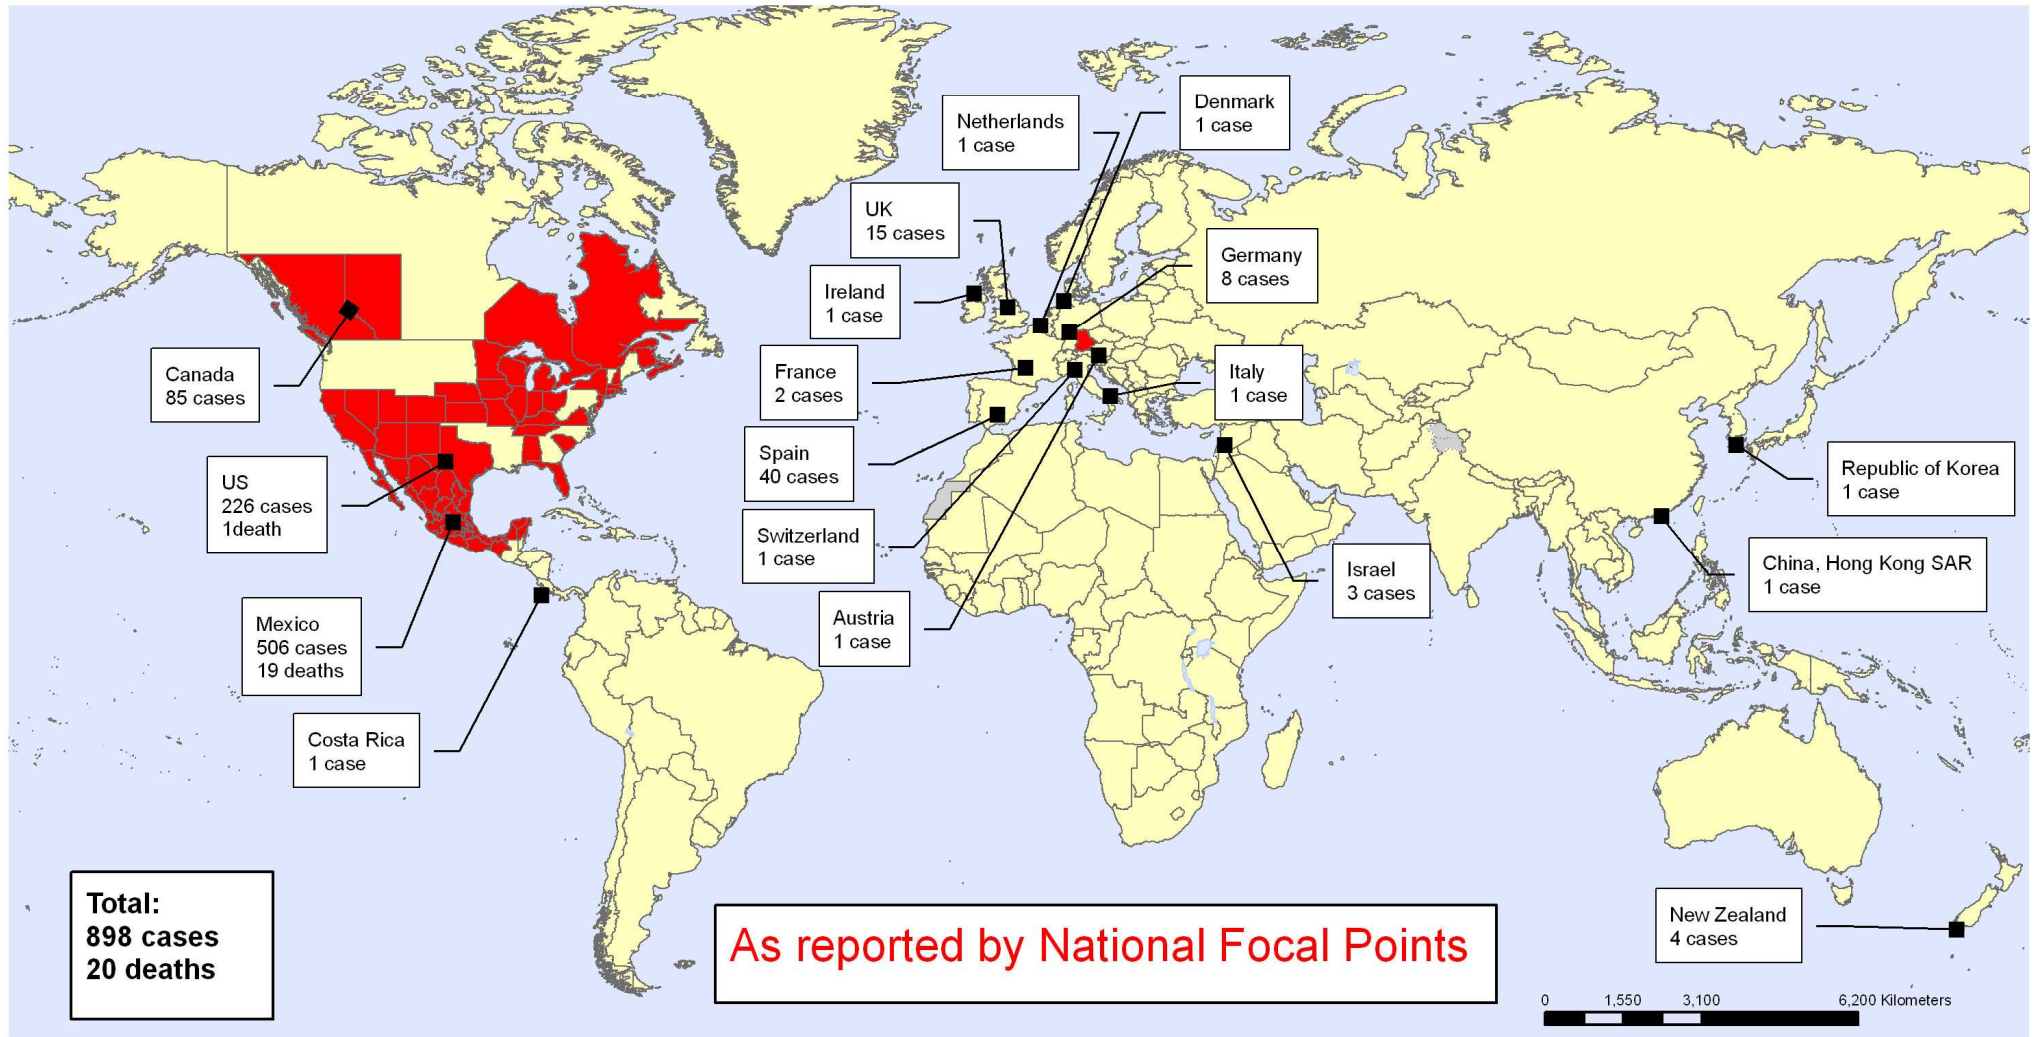 Denmark
1 case
Netherlands
1 case
UK
15 cases
Germany
8 cases
Ireland
1 case
Canada
85 cases
France
2 cases
Italy
1 case
Spain
40 cases
US
226 cases
1death
Republic of Korea
1 case
Switzerland
1 case
Israel
3 cases
China, Hong Kong SAR
1 case
Austria
1 case
Mexico
506 cases
19 deaths
Costa Rica
1 case
Total:
898 cases
20 deaths
As reported by National Focal Points
New Zealand
4 cases
0 1,550 3,100 6,200 Kilometers